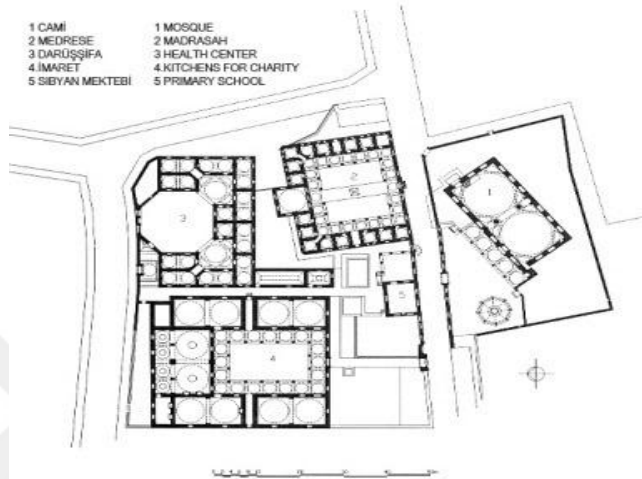 1 CAMİ
2 MEDRESE
3 DARÜŞŞİFA
4.İMARET
5 SIBYAN MEKTEBİ
1 MOSQUE
2 MADRASAH
3 HEALTH CENTER
4.KITCHENS FOR CHARITY
5 PRIMARY SCHOOL
1
2
3
5
4